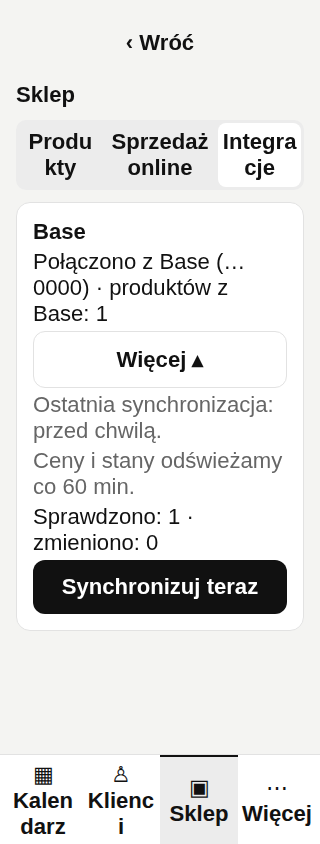 ‹ Wróć
Sklep
Produ
kty
Sprzedaż
online
Integra
cje
Base
Połączono z Base (…
0000) · produktów z
Base: 1
Więcej ▴
Ostatnia synchronizacja:
przed chwilą.
Ceny i stany odświeżamy
co 60 min.
Sprawdzono: 1 ·
zmieniono: 0
Synchronizuj teraz
Kalen
darz
Klienc
i
Sklep
Więcej